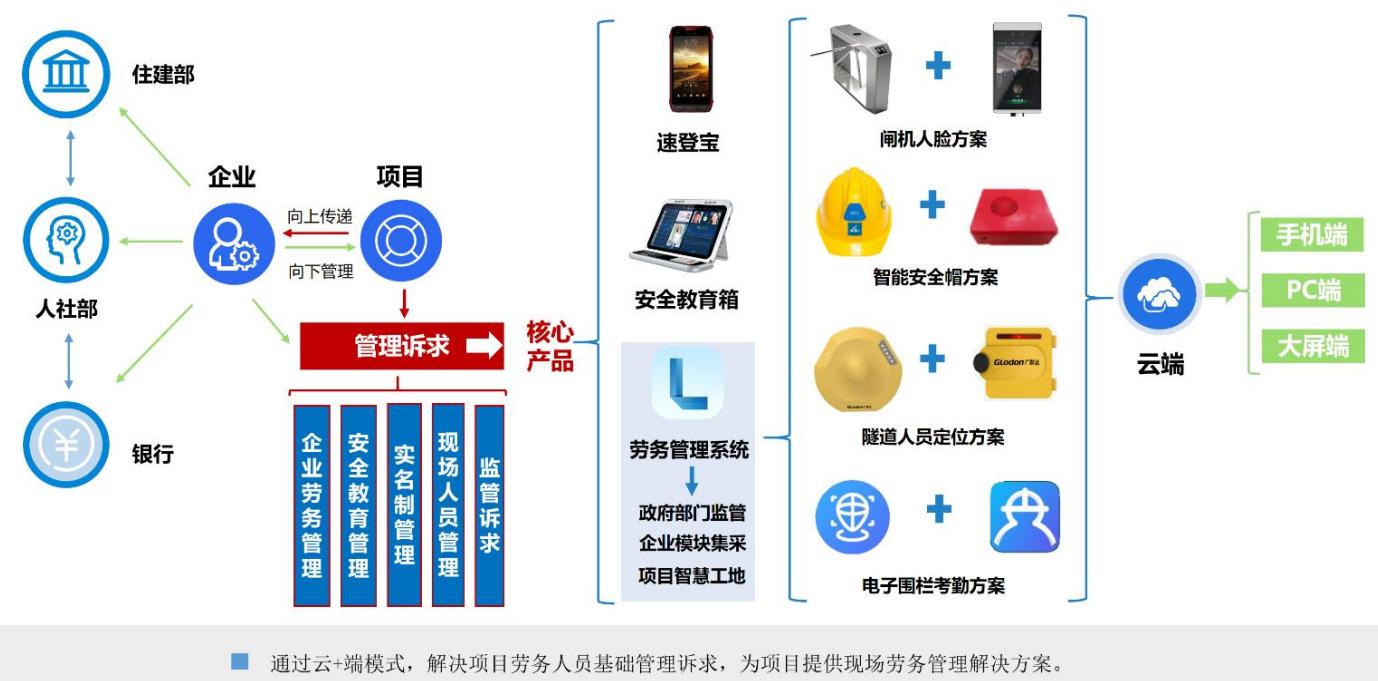 住建部
企业
项目
向上传递
向下管理
人社部
银行
管理诉求
核心
产品
企业劳务管理
安全教育管理
实名制管理
现场人员管理
监管诉求
速登宝
安全教育箱
劳务管理系统
政府部门监管
企业模块集采
项目智慧工地
闸机人脸方案
智能安全帽方案
GLodon广联达
隧道人员定位方案
电子围栏考勤方案
云端
手机端
PC端
大屏端
通过云+端模式，解决项目劳务人员基础管理诉求，为项目提供现场劳务管理解决方案。